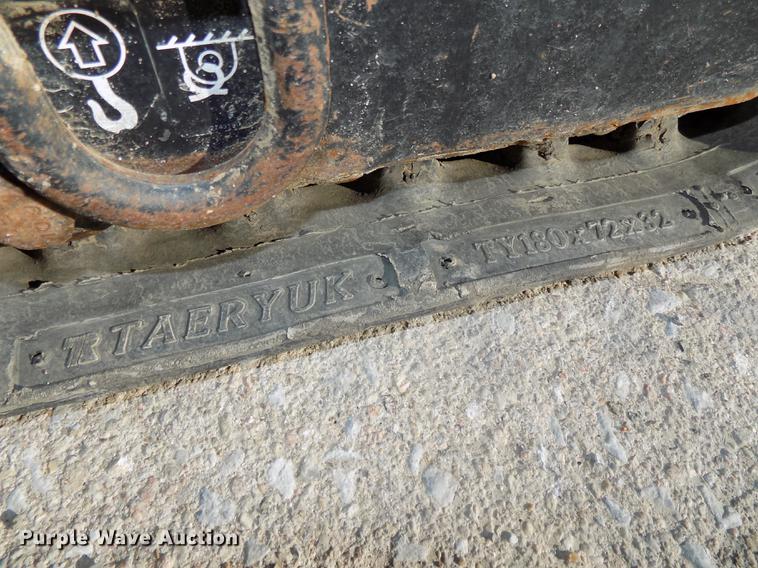 TAERYUK
TY180x72x32
Purple Wave Auction